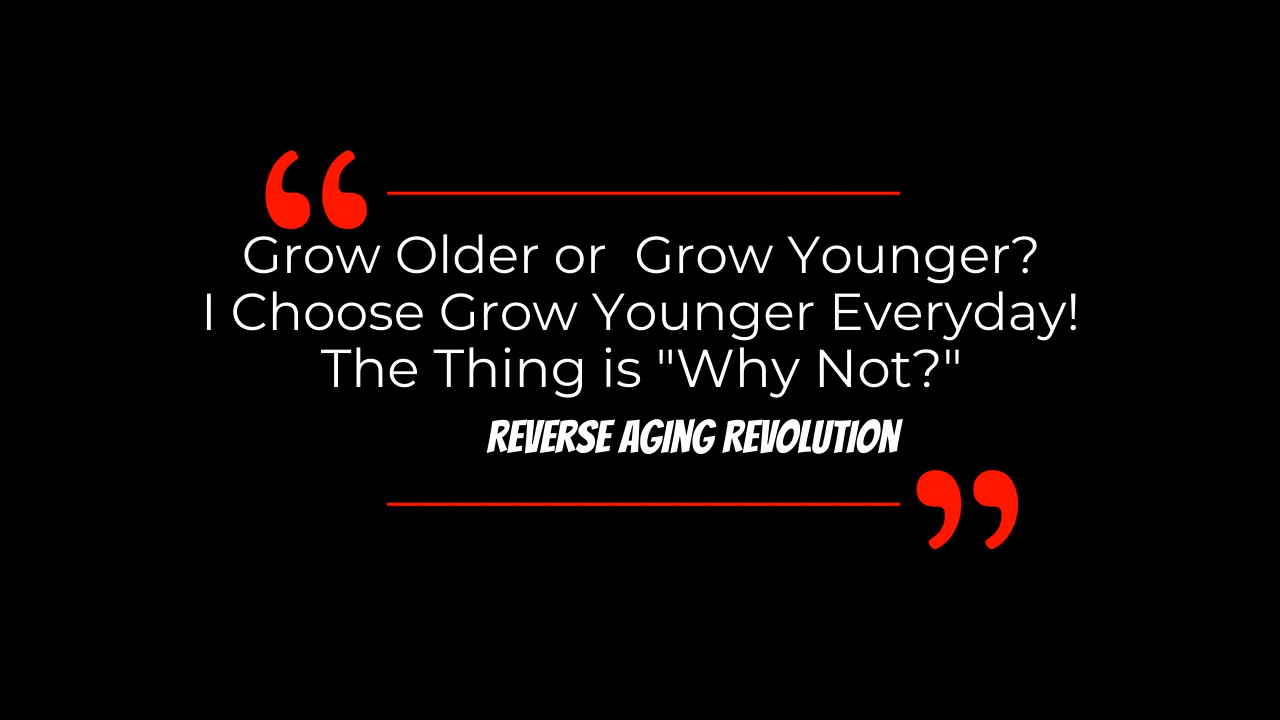 Grow Older or  Grow Younger?
I Choose Grow Younger Everyday!
The Thing is "Why Not?"
REVERSE AGING REVOLUTION